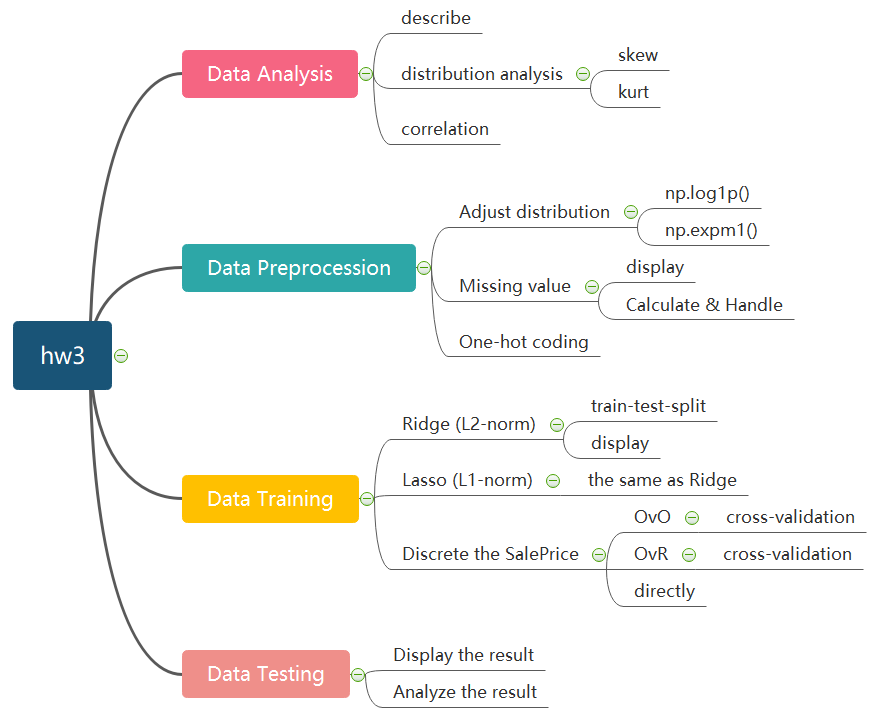 hw3
Data Analysis
describe
distribution analysis
skew
kurt
correlation
Data Preprocession
Adjust distribution
np.log1p()
np.expm1()
Missing value
display
Calculate & Handle
One-hot coding
Data Training
Ridge (L2-norm)
train-test-split
display
Lasso (L1-norm)
the same as Ridge
Discrete the SalePrice
OvO
cross-validation
OvR
cross-validation
directly
Data Testing
Display the result
Analyze the result